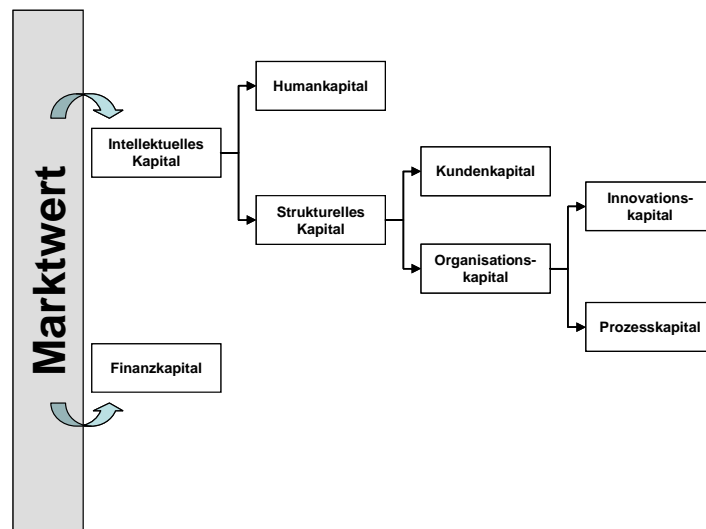 Marktwert
Humankapital
Intellektuelles
Kapital
Kundenkapital
Innovations-
kapital
Strukturelles
Kapital
Organisations-
kapital
Prozesskapital
Finanzkapital